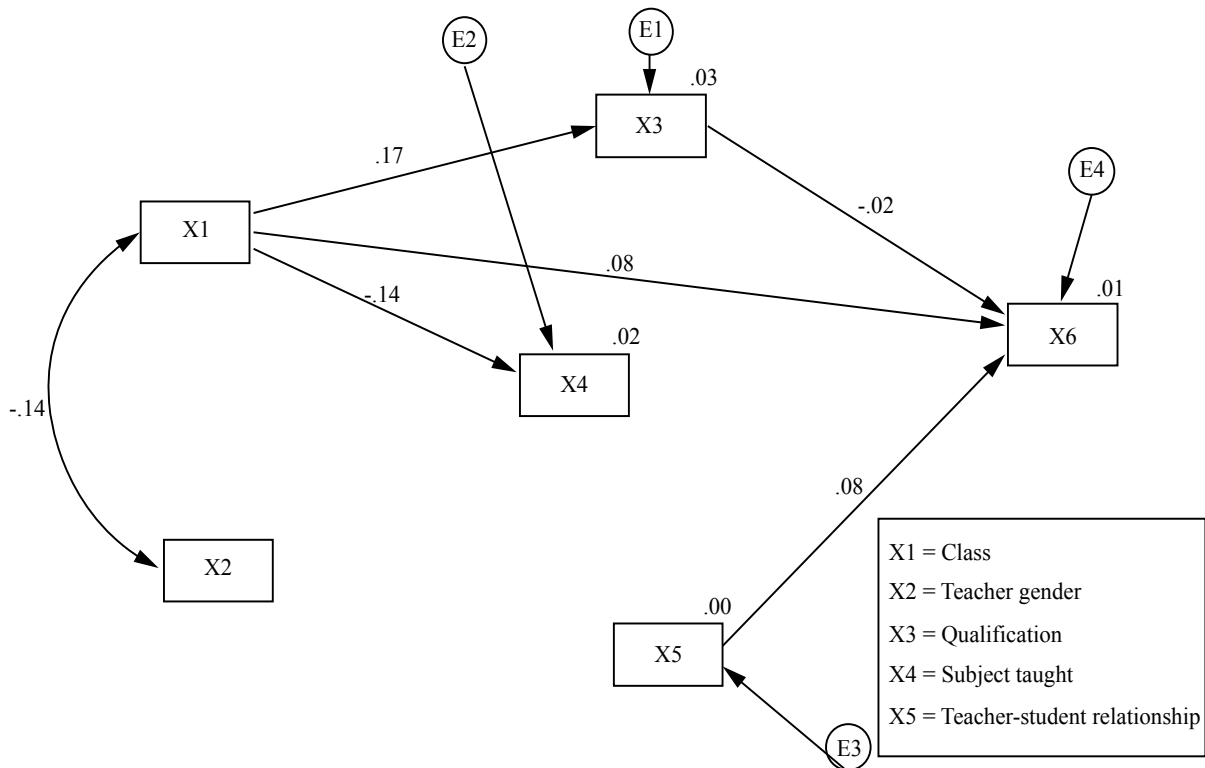 E1
E2
.03
X3
.17
E4
-.02
X1
.08
-.14
.01
X6
.02
X4
-.14
.08
X2
X1 = Class
X2 = Teacher gender
.00
X3 = Qualification
X5
X4 = Subject taught
X5 = Teacher-student relationship
E3